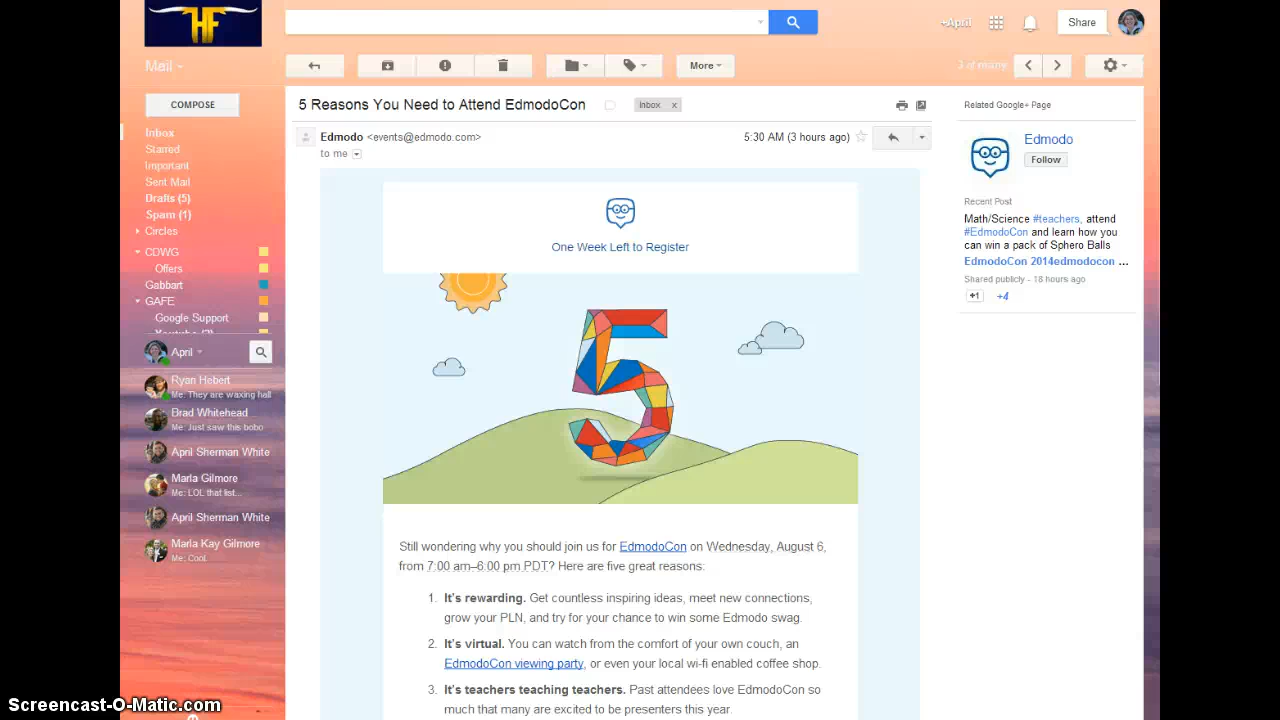 HF
+April
Share
Mail
More
3 of many
COMPOSE
5 Reasons You Need to Attend EdmodoCon
Inbox x
Related Google+ Page
Inbox
Starred
Important
Sent Mail
Drafts (5)
Spam (1)
Circles
CDWG
Offers
Gabbart
GAFE
Google Support
Youtube (2)
April
Ryan Hebert
Me: They are waxing hall
Brad Whitehead
Me: Just saw this bobo
April Sherman White
Marla Gilmore
Me: LOL that list...
April Sherman White
Marla Kay Gilmore
Me: Cool.
Edmodo <events@edmodo.com>
5:30 AM (3 hours ago)
to me
One Week Left to Register
5
Still wondering why you should join us for EdmodoCon on Wednesday, August 6,
from 7:00 am–6:00 pm PDT? Here are five great reasons:
1. It's rewarding. Get countless inspiring ideas, meet new connections,
grow your PLN, and try for your chance to win some Edmodo swag.
2. It's virtual. You can watch from the comfort of your own couch, an
EdmodoCon viewing party, or even your local wi-fi enabled coffee shop.
3. It's teachers teaching teachers. Past attendees love EdmodoCon so
much that many are excited to be presenters this year.
Edmodo
Follow
Recent Post
Math/Science #teachers, attend
#EdmodoCon and learn how you
can win a pack of Sphero Balls
EdmodoCon 2014edmodocon ...
Shared publicly - 18 hours ago
+1 +4
Screencast-O-Matic.com